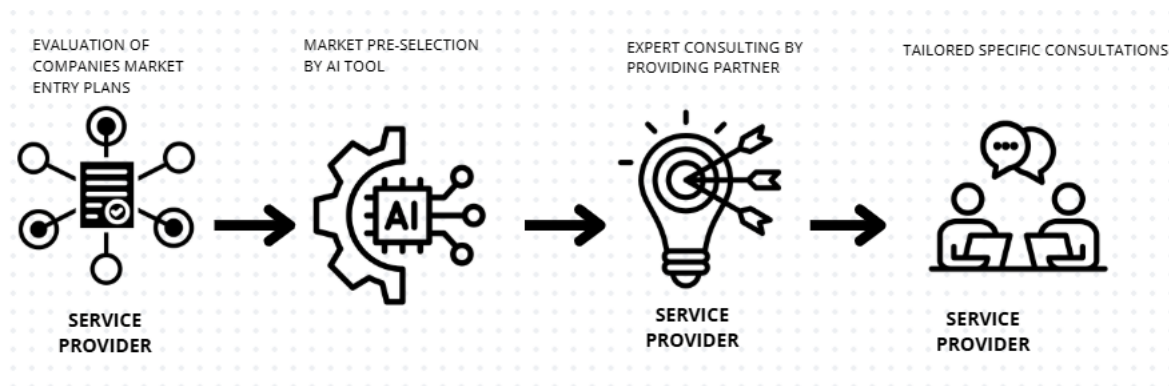 EVALUATION OF
COMPANIES MARKET
ENTRY PLANS
SERVICE
PROVIDER
MARKET PRE-SELECTION
BY AI TOOL
AI
EXPERT CONSULTING BY
PROVIDING PARTNER
SERVICE
PROVIDER
TAILORED SPECIFIC CONSULTATIONS
SERVICE
PROVIDER